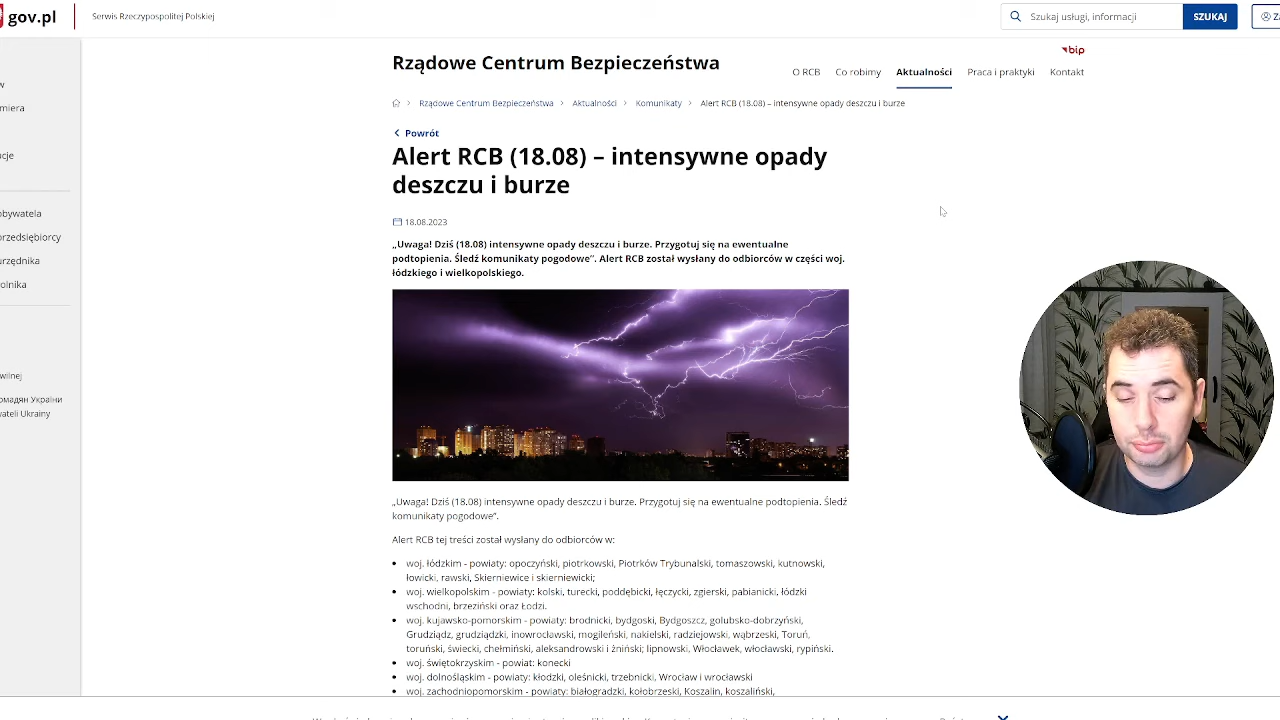 gov.pl
Serwis Rzeczypospolitej Polskiej
Szukaj usługi, informacji
SZUKAJ
Rządowe Centrum Bezpieczeństwa
bip
O RCB
Co robimy
Aktualności
Praca i praktyki
Kontakt
Rządowe Centrum Bezpieczeństwa
Aktualności
Komunikaty
Alert RCB (18.08) – intensywne opady deszczu i burze
Powrót
Alert RCB (18.08) – intensywne opady
deszczu i burze
18.08.2023
„Uwaga! Dziś (18.08) intensywne opady deszczu i burze. Przygotuj się na ewentualne
podtopienia. Śledź komunikaty pogodowe”. Alert RCB został wysłany do odbiorców w części woj.
łódzkiego i wielkopolskiego.
„Uwaga! Dziś (18.08) intensywne opady deszczu i burze. Przygotuj się na ewentualne podtopienia. Śledź
komunikaty pogodowe”.
Alert RCB tej treści został wysłany do odbiorców w:
woj. łódzkim - powiaty: opoczyński, piotrkowski, Piotrków Trybunalski, tomaszowski, kutnowski,
łowicki, rawski, Skierniewice i skierniewicki;
woj. wielkopolskim - powiaty: kolski, turecki, poddębicki, łęczycki, zgierski, pabianicki, łódzki
wschodni, brzeziński oraz Łodzi.
woj. kujawsko-pomorskim - powiaty: brodnicki, bydgoski, Bydgoszcz, golubsko-dobrzyński,
Grudziądz, grudziądzki, inowrocławski, mogileński, nakielski, radziejowski, wąbrzeski, Toruń,
toruński, świecki, chełmiński, aleksandrowski i żniński; lipnowski, Włocławek, włocławski, rypiński.
woj. świętokrzyskim - powiat: konecki
woj. dolnośląskim - powiaty: kłodzki, oleśnicki, trzebnicki, Wrocław i wrocławski
woj. zachodniopomorskim - powiaty: białogradzki, kołobrzeski, Koszalin, koszaliński,